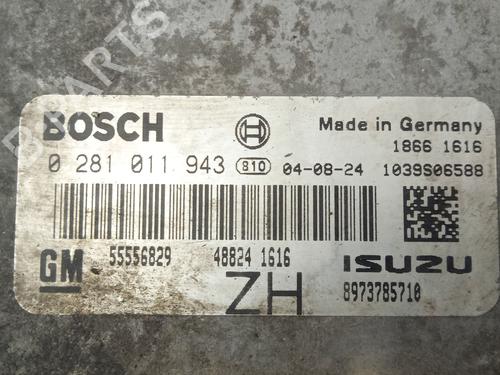 BOSCH
Made in Germany
1866 1616
0 281 011 943 810 04-08-24 1039S06588
GM 55556829 48824 1616 ISUZU
ZH 8973785710
PARTS